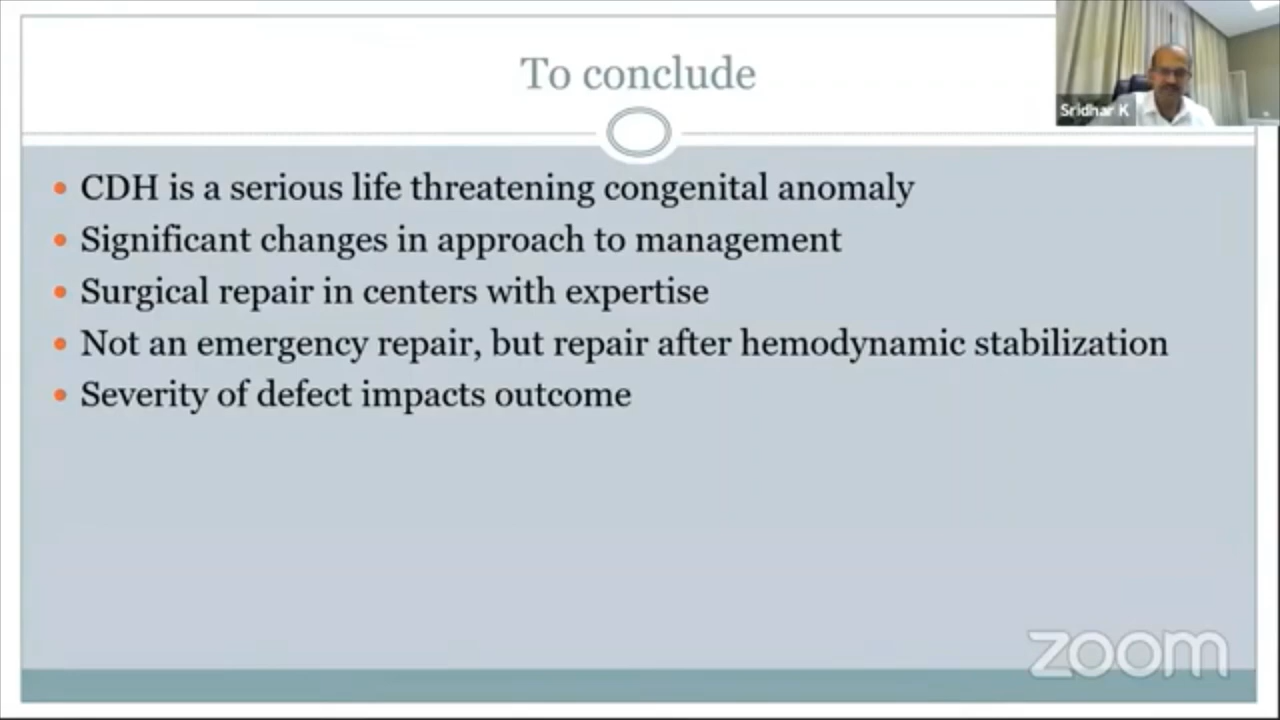 To conclude
Sridhar K
CDH is a serious life threatening congenital anomaly
Significant changes in approach to management
Surgical repair in centers with expertise
Not an emergency repair, but repair after hemodynamic stabilization
Severity of defect impacts outcome
zoom